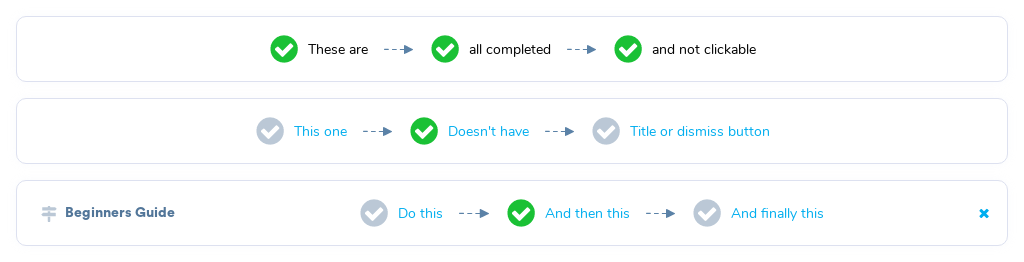 These are all completed and not clickable
This one Doesn't have Title or dismiss button
Beginners Guide Do this And then this And finally this